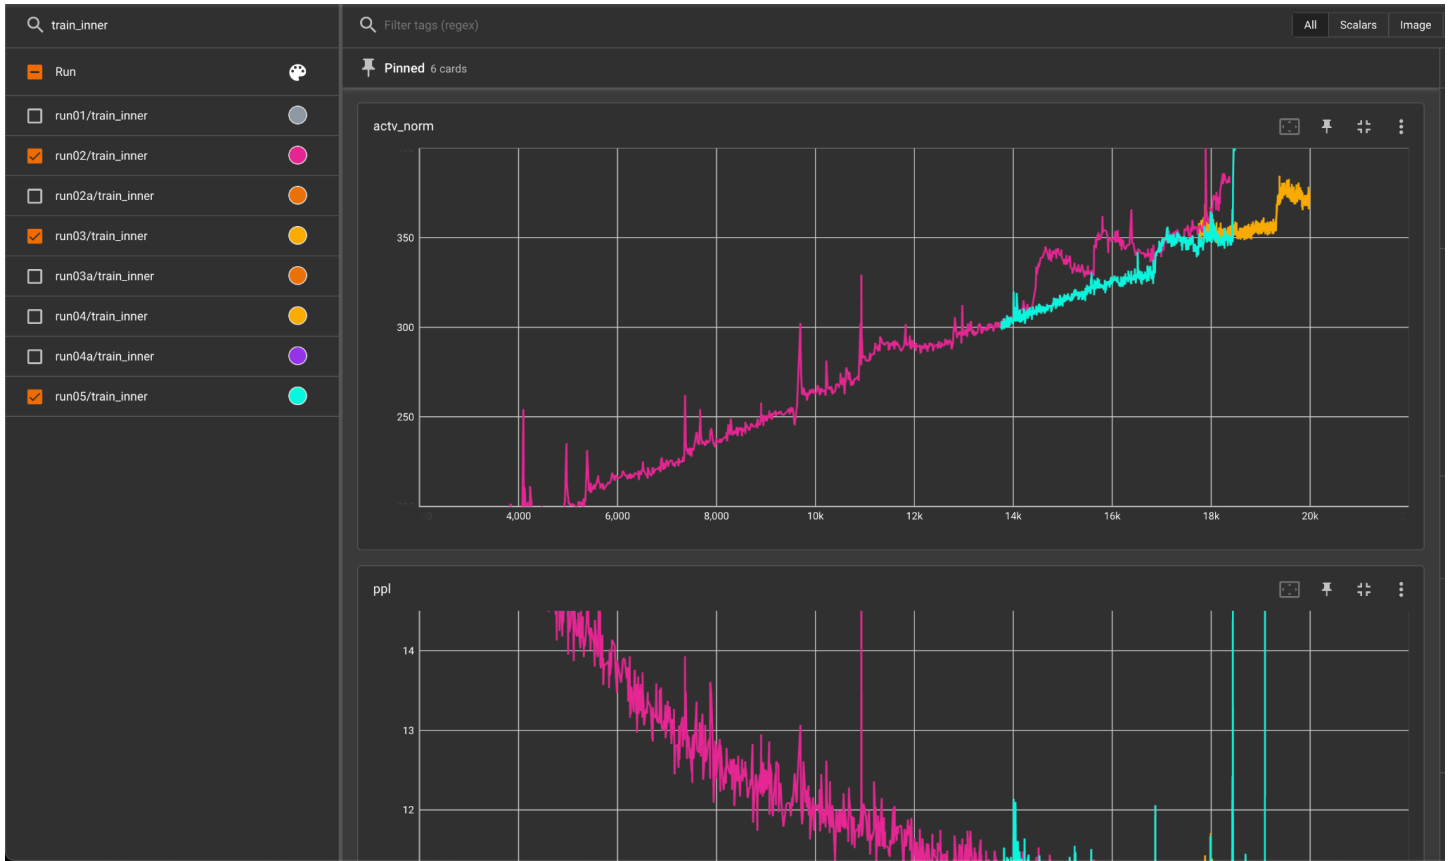 train_inner
Filter tags (regex)
All Scalars Image
Run
Pinned 6 cards
run01/train_inner
run02/train_inner
run02a/train_inner
run03/train_inner
run03a/train_inner
run04/train_inner
run04a/train_inner
run05/train_inner
actv_norm
350
300
250
4,000 6,000 8,000 10k 12k 14k 16k 18k 20k
ppl
14
13
12